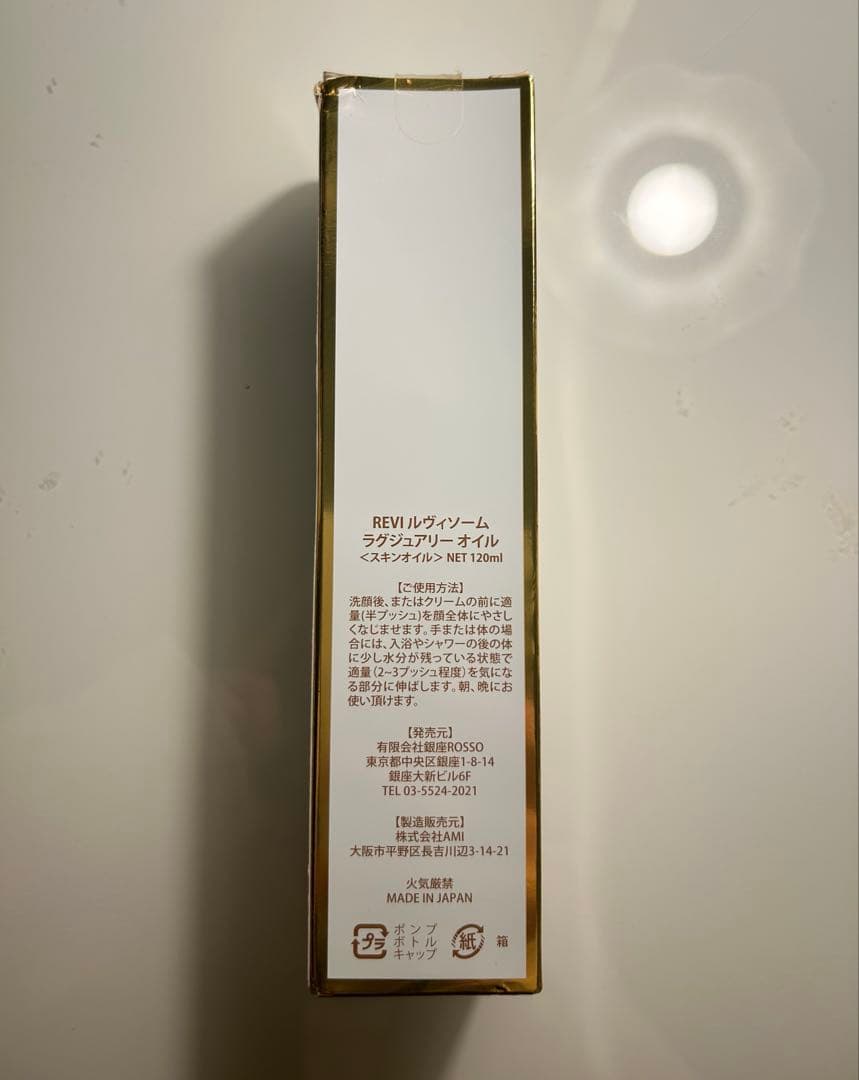 REVI ルヴィソーム
ラグジュアリー オイル
＜スキンオイル＞ NET 120ml
【ご使用方法】
洗顔後、またはクリームの前に適
量(半プッシュ)を顔全体にやさし
くなじませます。手または体の場
合には、入浴やシャワーの後の体
に少し水分が残っている状態で
適量（2~3プッシュ程度）を気にな
る部分に伸ばします。朝、晩にお
使い頂けます。
【発売元】
有限会社銀座ROSSO
東京都中央区銀座1-8-14
銀座大新ビル6F
TEL 03-5524-2021
【製造販売元】
株式会社AMI
大阪市平野区長吉川辺3-14-21
火気厳禁
MADE IN JAPAN
プラ
ポンプ
ボトル
キャップ
紙
箱